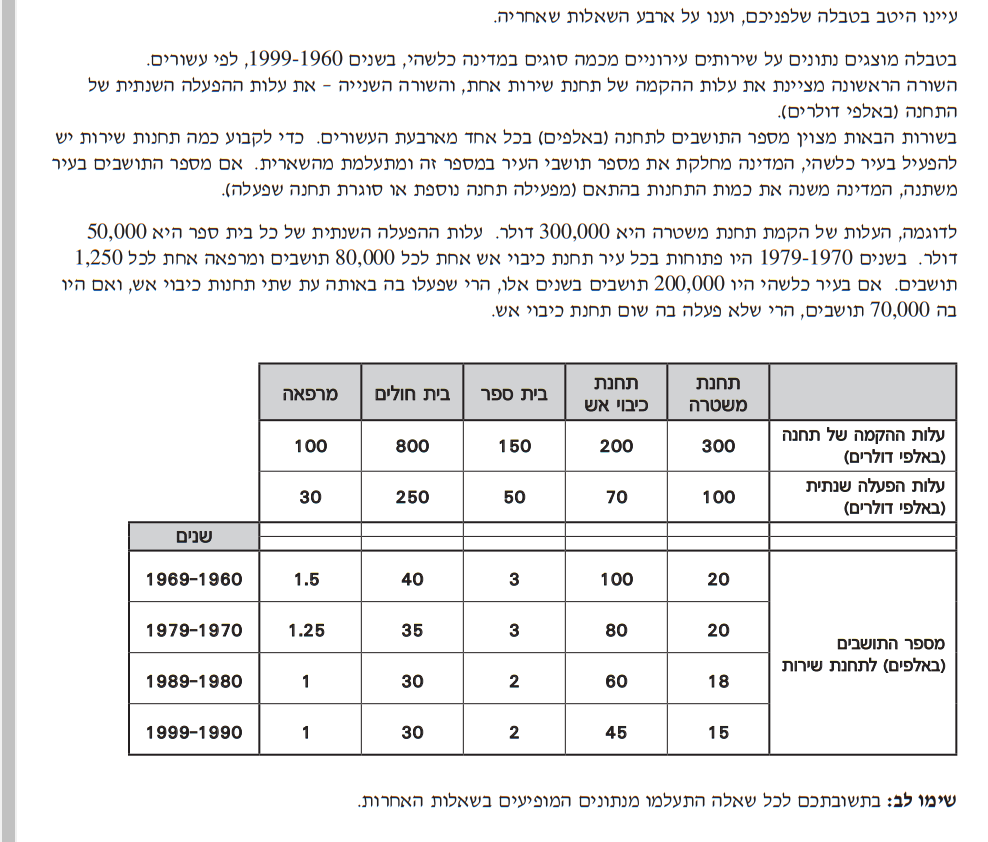 עיינו היטב בטבלה שלפניכם, וענו על ארבע השאלות שאחריה.
בטבלה מוצגים נתונים על שירותים עירוניים מכמה סוגים במדינה כלשהי, בשנים 1999-1960, לפי עשורים.
השורה הראשונה מציינת את עלות ההקמה של תחנת שירות אחת, והשורה השנייה – את עלות ההפעלה השנתית של
התחנה (באלפי דולרים).
בשורות הבאות מצוין מספר התושבים לתחנה (באלפים) בכל אחד מארבעת העשורים. כדי לקבוע כמה תחנות שירות יש
להפעיל בעיר כלשהי, המדינה מחלקת את מספר תושבי העיר במספר זה ומתעלמת מהשארית. אם מספר התושבים בעיר
משתנה, המדינה משנה את כמות התחנות בהתאם (מפעילה תחנה נוספת או סוגרת תחנה שפעלה).
לדוגמה, העלות של הקמת תחנת משטרה היא 300,000 דולר. עלות ההפעלה השנתית של כל בית ספר היא 50,000
דולר. בשנים 1979-1970 היו פתוחות בכל עיר תחנת כיבוי אש אחת לכל 80,000 תושבים ומרפאה אחת לכל 1,250
תושבים. אם בעיר כלשהי היו 200,000 תושבים בשנים אלו, הרי שפעלו בה באותה עת שתי תחנות כיבוי אש, ואם היו
בה 70,000 תושבים, הרי שלא פעלה בה שום תחנת כיבוי אש.
תחנת משטרה תחנת כיבוי אש בית ספר בית חולים מרפאה
עלות ההקמה של תחנה (באלפי דולרים) 300 200 150 800 100
עלות הפעלה שנתית (באלפי דולרים) 100 70 50 250 30
שנים
מספר התושבים (באלפים) לתחנת שירות
20 100 3 40 1.5 1969-1960
20 80 3 35 1.25 1979-1970
18 60 2 30 1 1989-1980
15 45 2 30 1 1999-1990
שימו לב: בתשובתכם לכל שאלה התעלמו מנתונים המופיעים בשאלות האחרות.